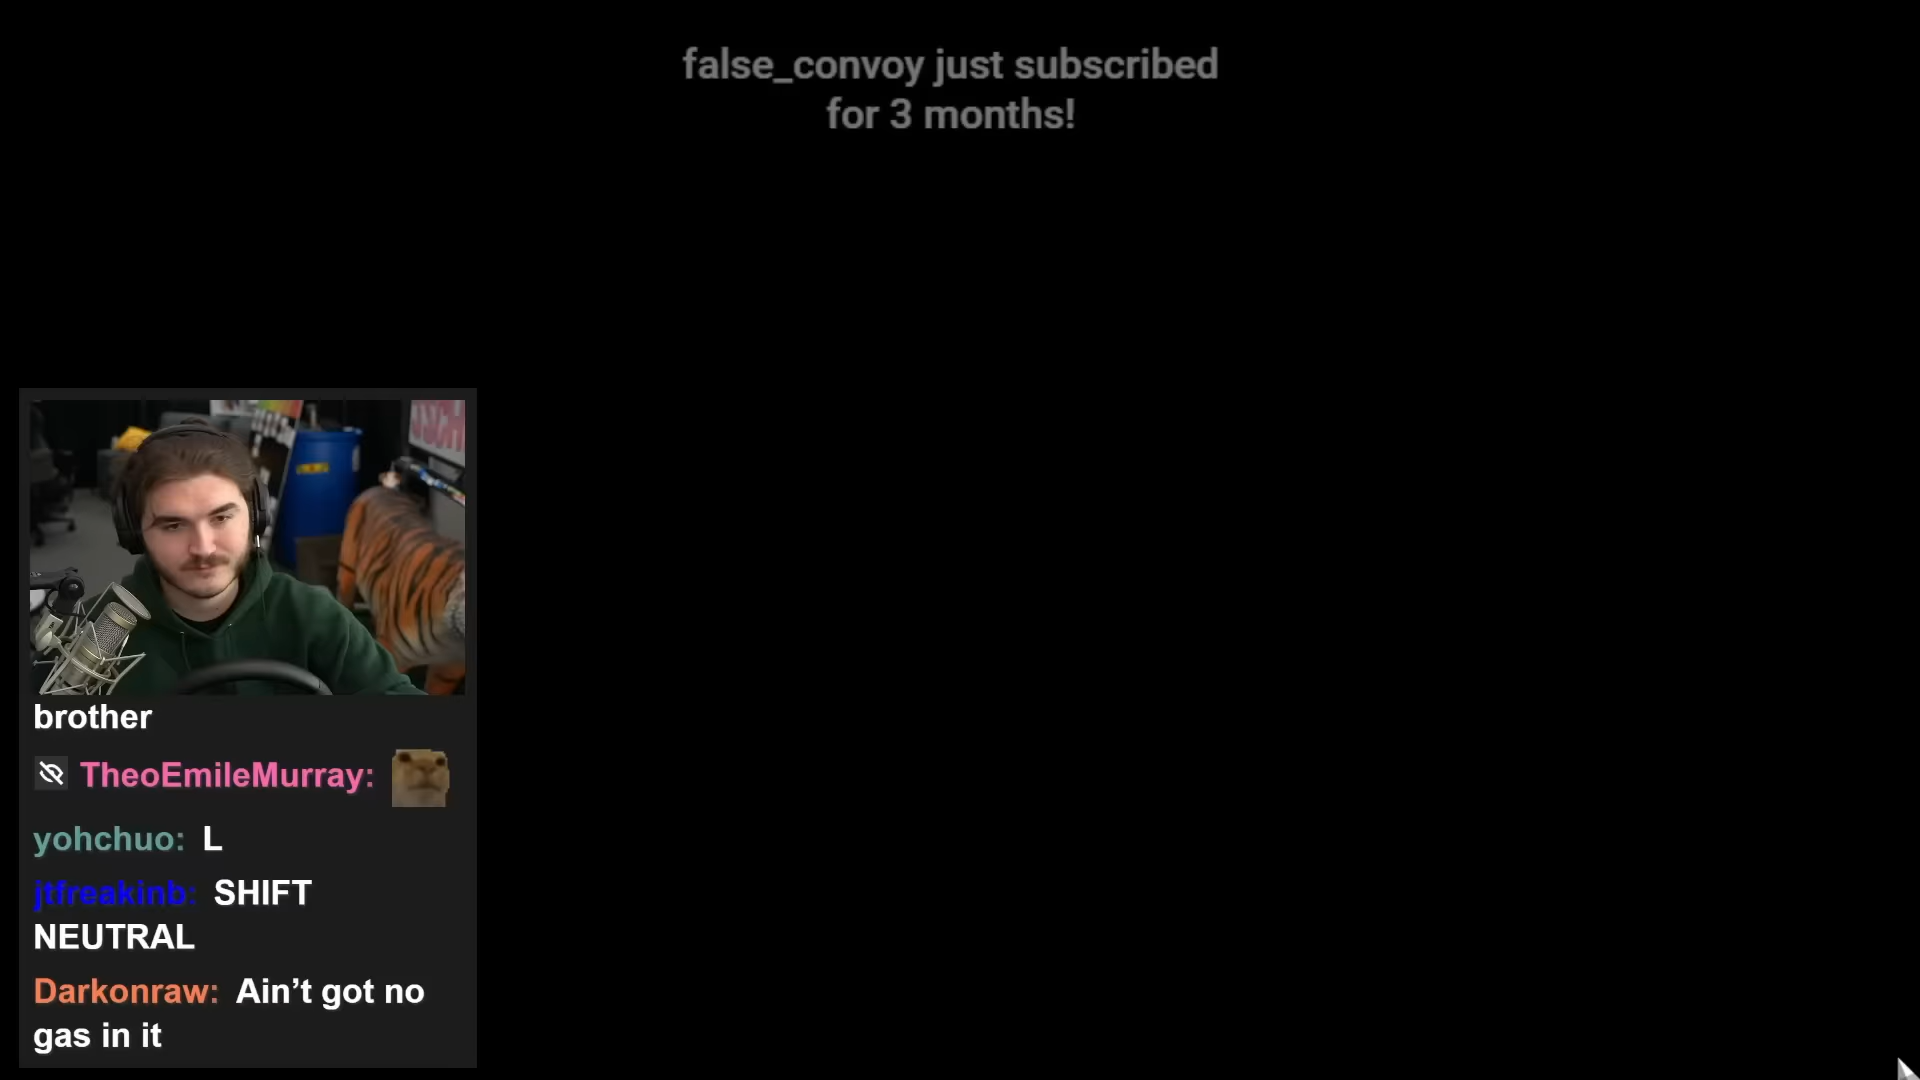 false_convoy just subscribed
for 3 months!
brother
TheoEmileMurray:
yohchuo: L
jtfreakinb: SHIFT
NEUTRAL
Darkonraw: Ain’t got no
gas in it